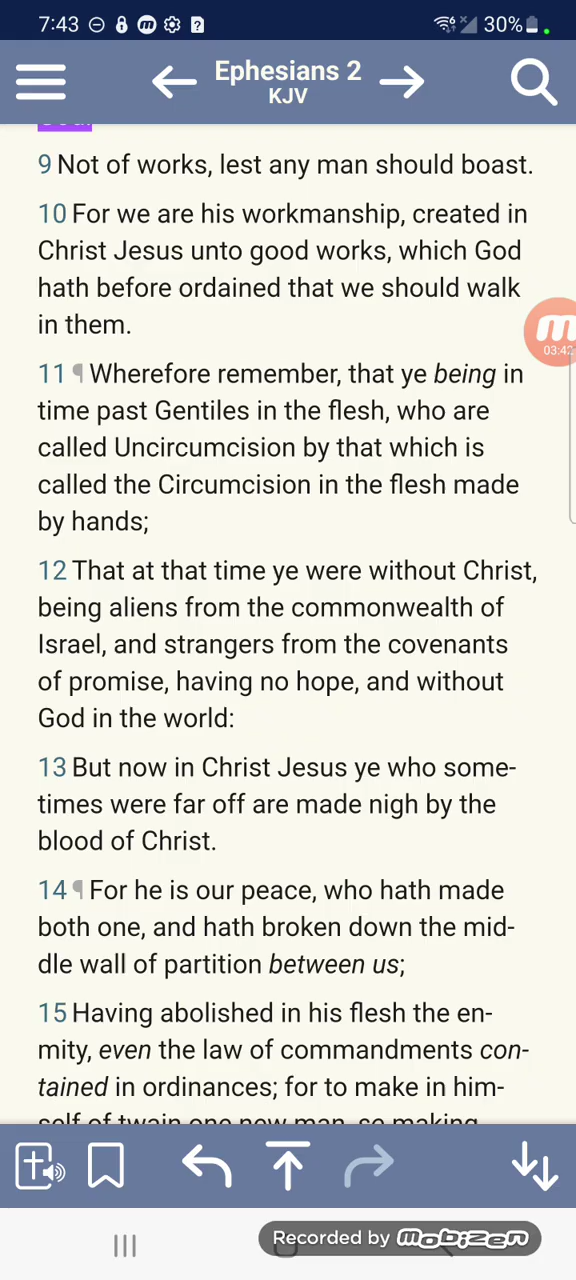 7:43
30%
Ephesians 2
KJV
9 Not of works, lest any man should boast.
10 For we are his workmanship, created in
Christ Jesus unto good works, which God
hath before ordained that we should walk
in them.
03:42
11 ¶ Wherefore remember, that ye being in
time past Gentiles in the flesh, who are
called Uncircumcision by that which is
called the Circumcision in the flesh made
by hands;
12 That at that time ye were without Christ,
being aliens from the commonwealth of
Israel, and strangers from the covenants
of promise, having no hope, and without
God in the world:
13 But now in Christ Jesus ye who some-
times were far off are made nigh by the
blood of Christ.
14 ¶ For he is our peace, who hath made
both one, and hath broken down the mid-
dle wall of partition between us;
15 Having abolished in his flesh the en-
mity, even the law of commandments con-
tained in ordinances; for to make in him-
self of twain one new man, so making
Recorded by mobizen